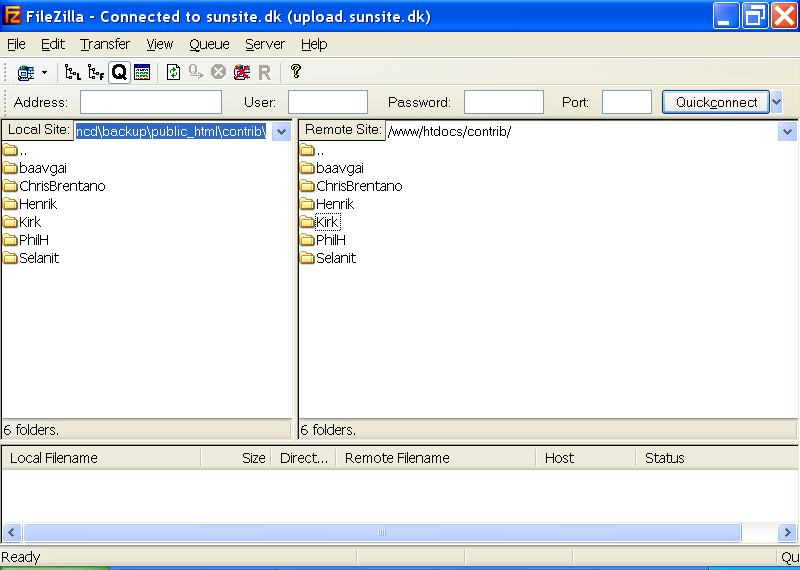 FileZilla - Connected to sunsite.dk (upload.sunsite.dk)
File Edit Transfer View Queue Server Help
L F Q R ?
Address: User: Password: Port: Quickconnect
Local Site: ncd\backup\public_html\contrib\
..
baavgai
ChrisBrentano
Henrik
Kirk
PhilH
Selanit
6 folders.
Remote Site: /www/htdocs/contrib/
..
baavgai
ChrisBrentano
Henrik
Kirk
PhilH
Selanit
6 folders.
Local Filename Size Direct... Remote Filename Host Status
Ready Qu